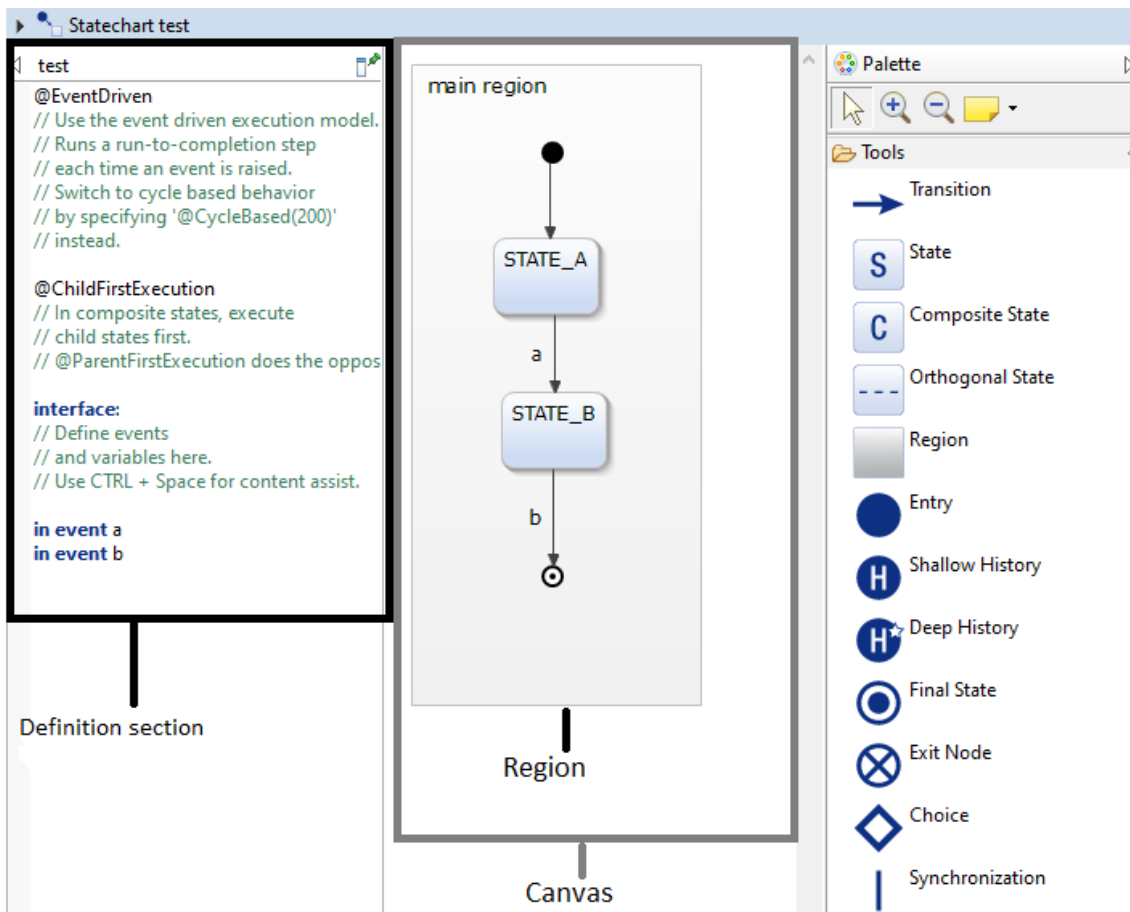 Statechart test
test
@EventDriven
// Use the event driven execution model.
// Runs a run-to-completion step
// each time an event is raised.
// Switch to cycle based behavior
// by specifying '@CycleBased(200)'
// instead.
@ChildFirstExecution
// In composite states, execute
// child states first.
// @ParentFirstExecution does the oppos
interface:
// Define events
// and variables here.
// Use CTRL + Space for content assist.
in event a
in event b
Definition section
main region
STATE_A
a
STATE_B
b
Region
Canvas
Palette
Tools
Transition
S State
C Composite State
Orthogonal State
Region
Entry
H Shallow History
H Deep History
Final State
Exit Node
Choice
Synchronization